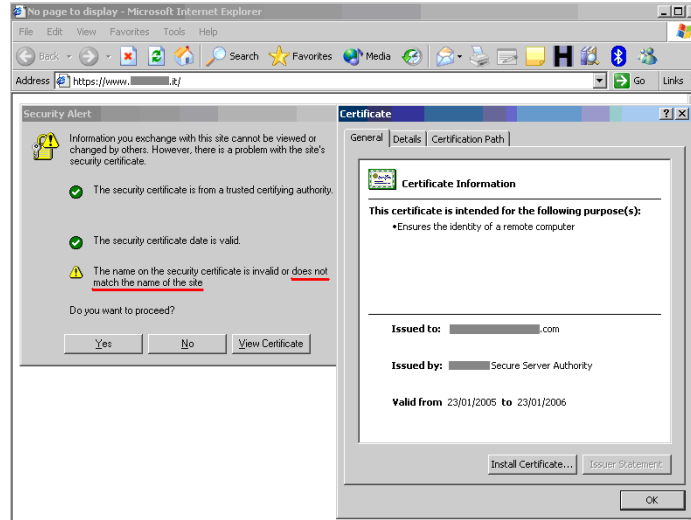 No page to display - Microsoft Internet Explorer
File Edit View Favorites Tools Help
Back Search Favorites Media
Address https://www. .it/ Go Links
Security Alert
Information you exchange with this site cannot be viewed or
changed by others. However, there is a problem with the site's
security certificate.
The security certificate is from a trusted certifying authority.
The security certificate date is valid.
The name on the security certificate is invalid or does not
match the name of the site
Do you want to proceed?
Yes No View Certificate
Certificate
General Details Certification Path
Certificate Information
This certificate is intended for the following purpose(s):
•Ensures the identity of a remote computer
Issued to: .com
Issued by: Secure Server Authority
Valid from 23/01/2005 to 23/01/2006
Install Certificate... Issuer Statement
OK